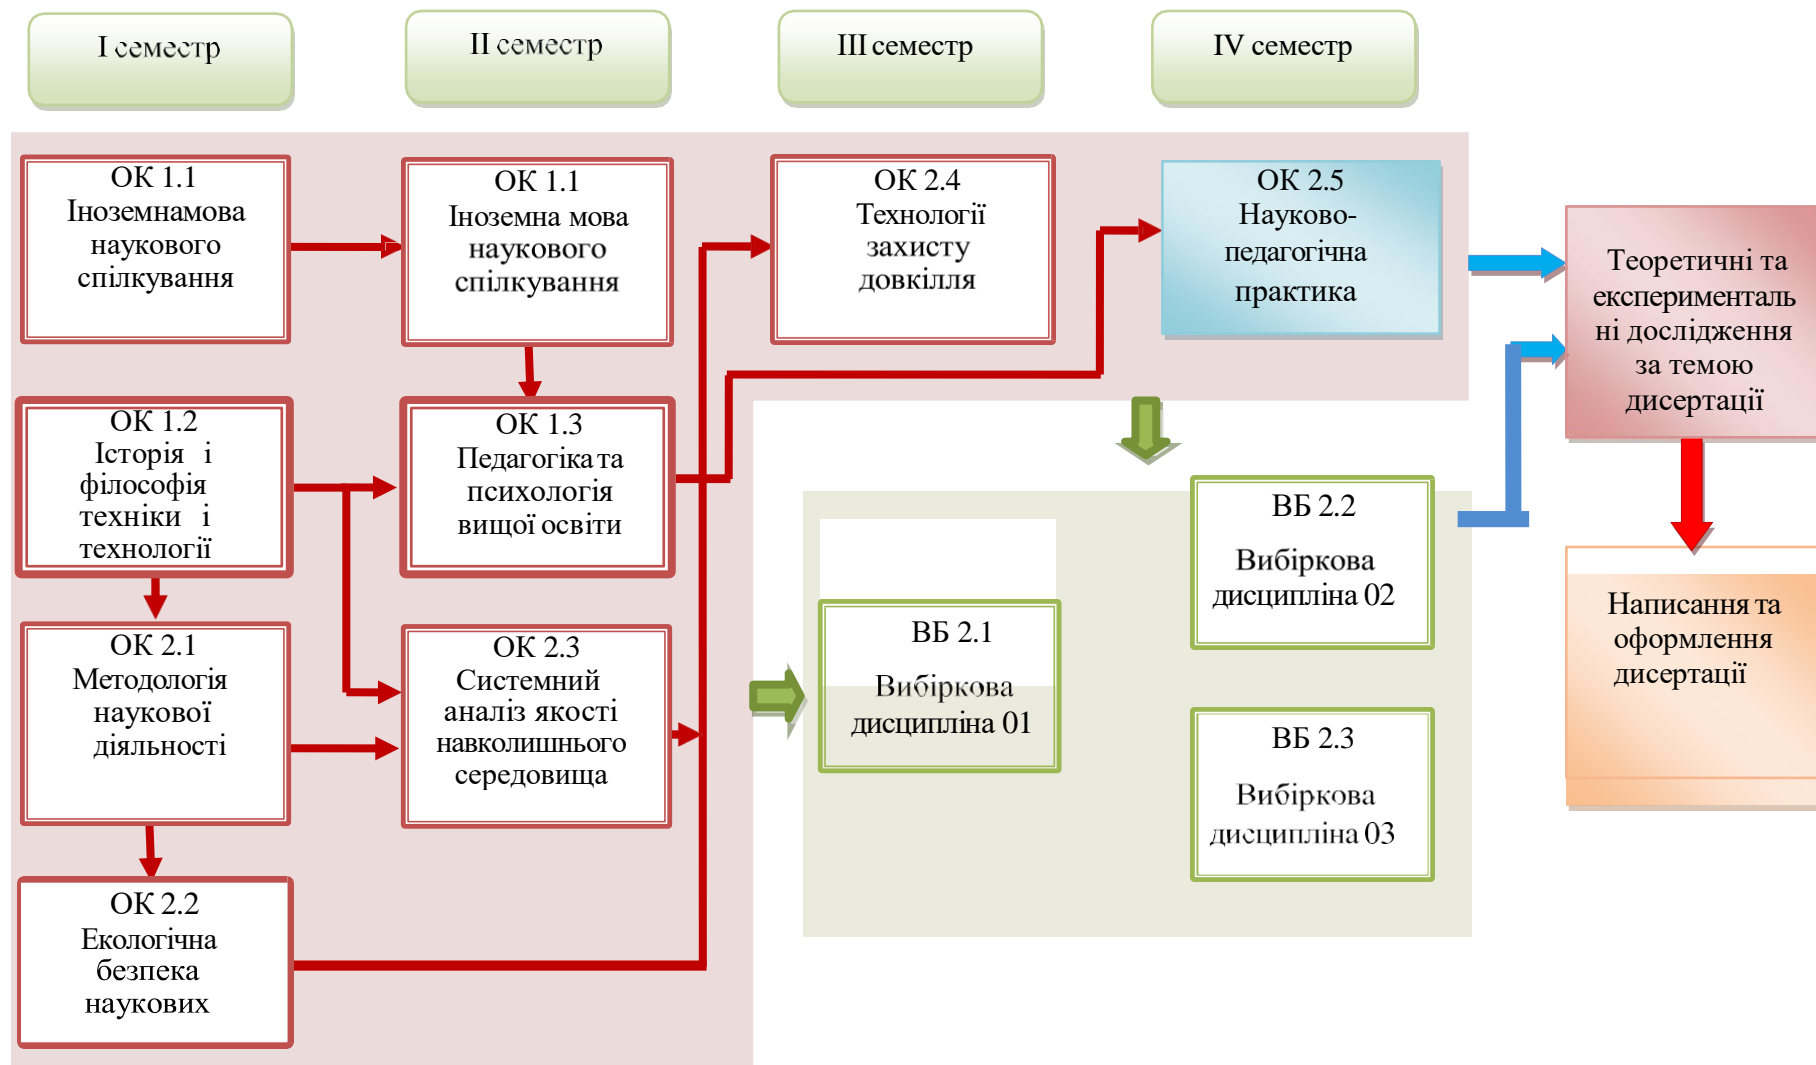 I семестр
II семестр
III семестр
IV семестр
ОК 1.1
Іноземнамова
наукового
спілкування
ОК 1.1
Іноземна мова
наукового
спілкування
ОК 2.4
Технології
захисту
довкілля
ОК 2.5
Науково-
педагогічна
практика
Теоретичні та
експерименталь
ні дослідження
за темою
дисертації
ОК 1.2
Історія і
філософія
техніки і
технології
ОК 1.3
Педагогіка та
психологія
вищої освіти
ВБ 2.2
Вибіркова
дисципліна 02
Написання та
оформлення
дисертації
ОК 2.1
Методологія
наукової
діяльності
ОК 2.3
Системний
аналіз якості
навколишнього
середовища
ВБ 2.1
Вибіркова
дисципліна 01
ВБ 2.3
Вибіркова
дисципліна 03
ОК 2.2
Екологічна
безпека
наукових